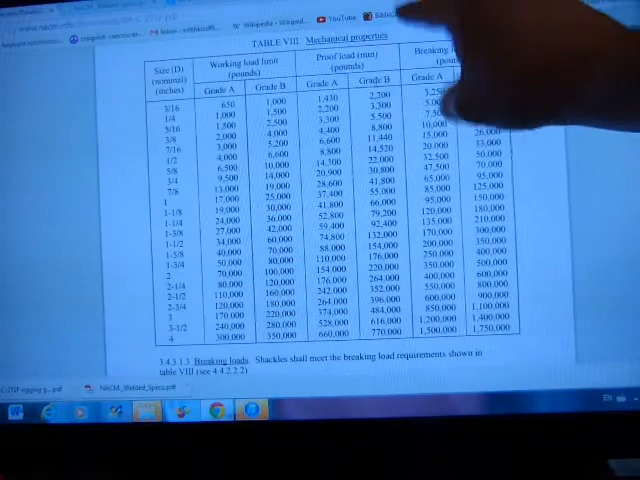 www.nacm.info
craigslist vancouver...
Wikipedia - Wikiped...
YouTube
TABLE VIII Mechanical properties
Size (D) (nominal) (inches) Working load limit (pounds) Proof load (min) (pounds) Breaking
Grade A Grade B Grade A Grade B Grade A
3/16 650 1,000 1,430 2,200 3,250
1/4 1,000 1,500 2,200 3,300
5/16 1,500 2,500 3,300 5,500
3/8 2,000 4,000 4,400 8,800 10,000
7/16 3,000 5,200 6,600 11,440 15,000 26,000
1/2 4,000 6,600 8,800 14,520 20,000 33,000
5/8 6,500 10,000 14,300 22,000 32,500 50,000
3/4 9,500 14,000 20,900 30,800 47,500 70,000
7/8 13,000 19,000 28,600 41,800 65,000 95,000
1 17,000 25,000 37,400 55,000 85,000 125,000
1-1/8 19,000 30,000 41,800 66,000 95,000 150,000
1-1/4 24,000 36,000 52,800 79,200 120,000 180,000
1-3/8 27,000 42,000 59,400 92,400 135,000 210,000
1-1/2 34,000 60,000 74,800 132,000 170,000 300,000
1-5/8 40,000 70,000 88,000 154,000 200,000 350,000
1-3/4 50,000 80,000 110,000 176,000 250,000 400,000
2 70,000 100,000 154,000 220,000 350,000 500,000
2-1/4 80,000 120,000 176,000 264,000 400,000 600,000
2-1/2 110,000 160,000 242,000 352,000 550,000 800,000
2-3/4 120,000 180,000 264,000 396,000 600,000 900,000
3 170,000 220,000 374,000 484,000 850,000 1,100,000
3-1/2 240,000 280,000 528,000 616,000 1,200,000 1,400,000
4 300,000 350,000 660,000 770,000 1,500,000 1,750,000
3.4.3.1.3 Breaking loads. Shackles shall meet the breaking load requirements shown in
table VIII (see 4.4.2.2.2)
NACM_Welded_Specs.pdf
EN